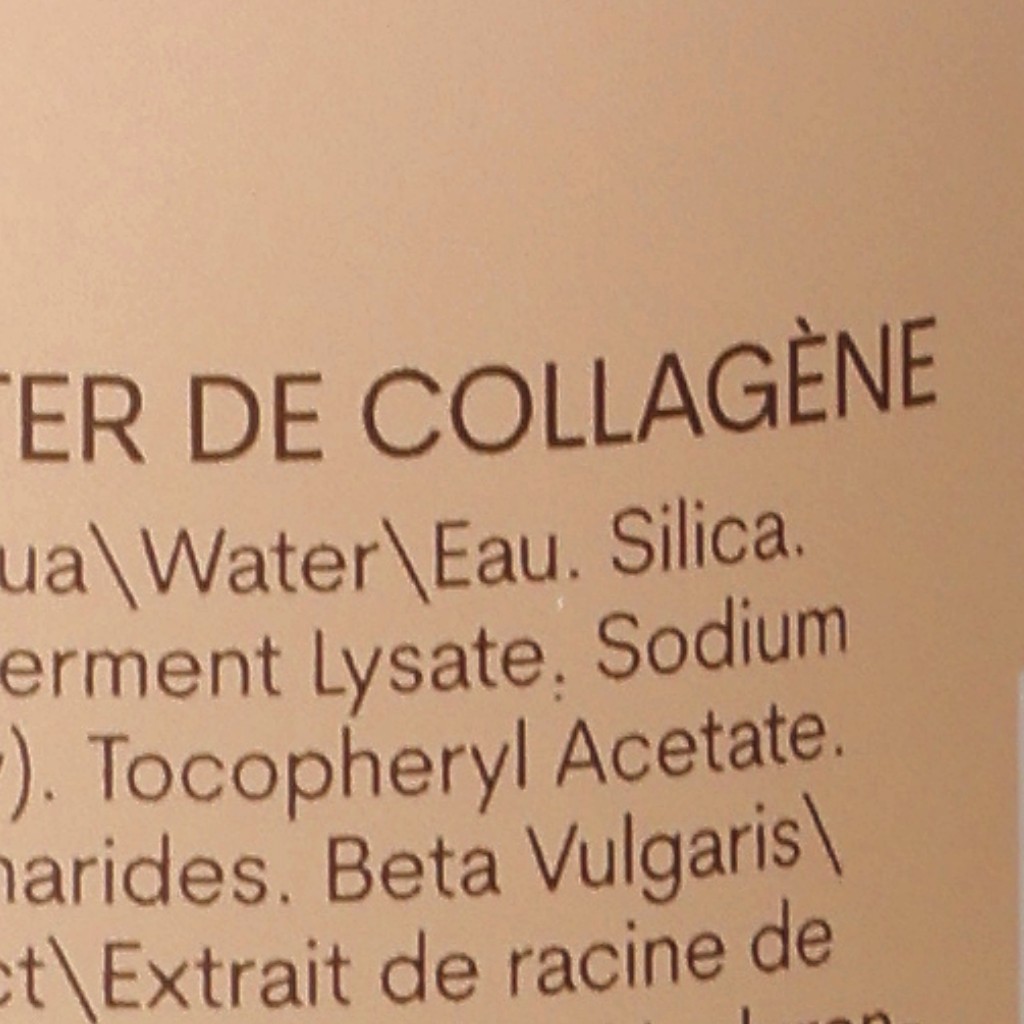 TER DE COLLAGÈNE
ua\Water\Eau. Silica.
erment Lysate. Sodium
). Tocopheryl Acetate.
harides. Beta Vulgaris\
ct\Extrait de racine de